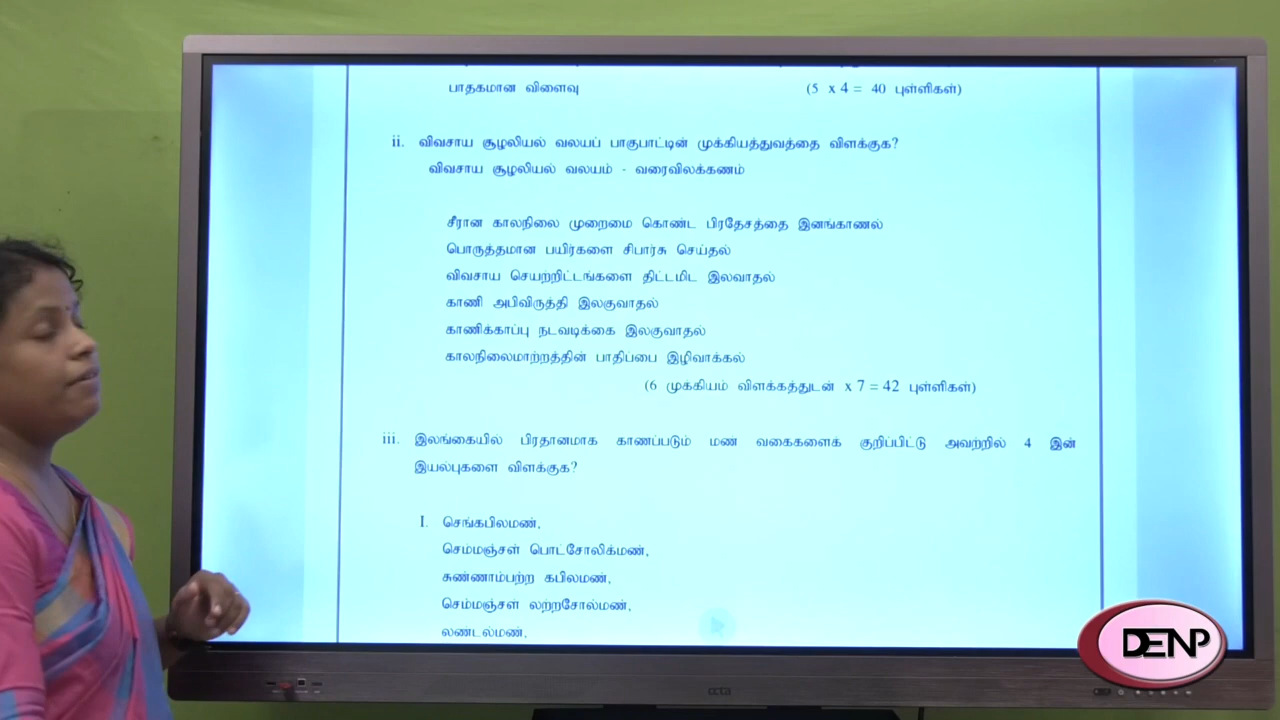 பாதகமான விளைவு (5 x 4 = 40 புள்ளிகள்)
ii. விவசாய சூழலியல் வலயப் பாகுபாட்டின் முக்கியத்துவத்தை விளக்குக?
விவசாய சூழலியல் வலயம் - வரைவிலக்கணம்
சீரான காலநிலை முறைமை கொண்ட பிரதேசத்தை இனங்காணல்
பொருத்தமான பயிர்களை சிபார்சு செய்தல்
விவசாய செயற்றிட்டங்களை திட்டமிட இலவாதல்
காணி அபிவிருத்தி இலகுவாதல்
காணிக்காப்பு நடவடிக்கை இலகுவாதல்
காலநிலைமாற்றத்தின் பாதிப்பை இழிவாக்கல்
(6 முக்கியம் விளக்கத்துடன் x 7 = 42 புள்ளிகள்)
iii. இலங்கையில் பிரதானமாக காணப்படும் மண் வகைகளைக் குறிப்பிட்டு அவற்றில் 4 இன்
இயல்புகளை விளக்குக?
I. செங்கபிலமண்,
செம்மஞ்சள் பொட்சோலிக்மண்,
சுண்ணாம்பற்ற கபிலமண்,
செம்மஞ்சள் லற்றசோல்மண்,
லண்டல்மண்,
DENP